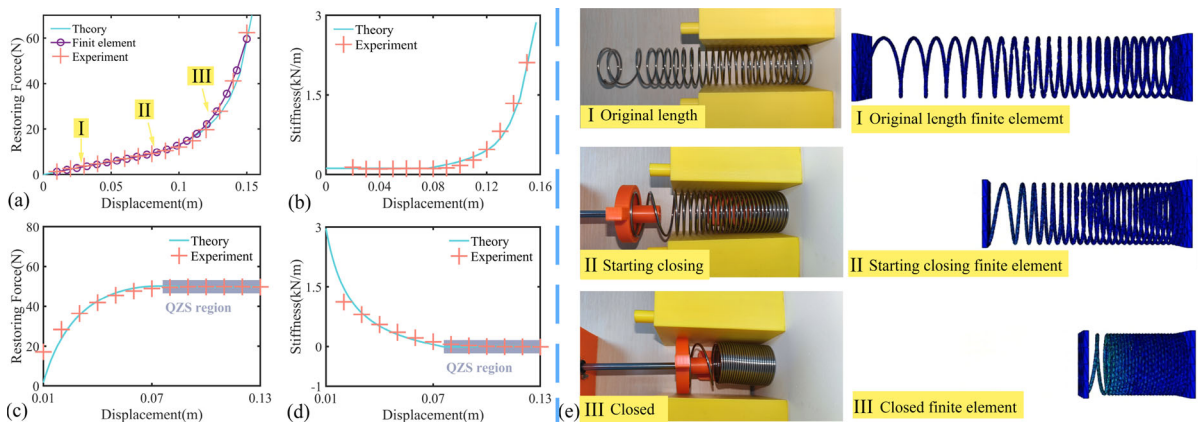 60
40
20
0
Restoring Force(N)
Theory
Finit element
Experiment
I
II
III
0
0.05
0.1
0.15
Displacement(m)
(a)
3
1.5
0
Stiffness(kN/m)
Theory
Experiment
0
0.04
0.08
0.12
0.16
Displacement(m)
(b)
80
60
40
20
0
Restoring Force(N)
Theory
Experiment
QZS region
0.01
0.07
0.13
Displacement(m)
(c)
3
1.5
0
-1
Stiffness(kN/m)
Theory
Experiment
QZS region
0.01
0.07
0.13
Displacement(m)
(d)
(e)
I Original length
I Original length finite elememt
II Starting closing
II Starting closing finite element
III Closed
III Closed finite element